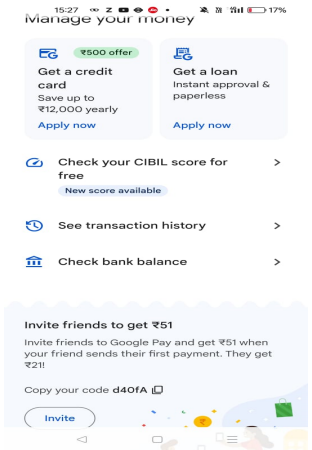 15:27 Z 17%
Manage your money
₹500 offer
Get a credit
card
Save up to
₹12,000 yearly
Apply now
Get a loan
Instant approval &
paperless
Apply now
Check your CIBIL score for
free
New score available
See transaction history
Check bank balance
Invite friends to get ₹51
Invite friends to Google Pay and get ₹51 when
your friend sends their first payment. They get
₹21!
Copy your code d40fA
Invite